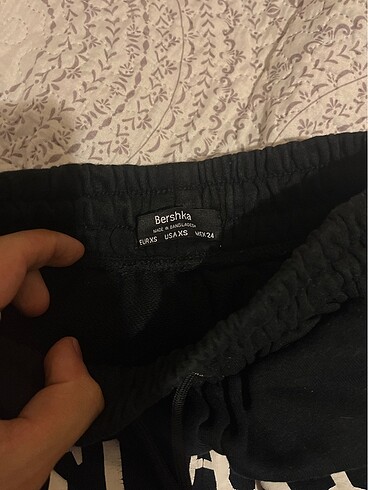 Bershka
MADE IN BANGLADESH
EUR XS USA XS MEX 24